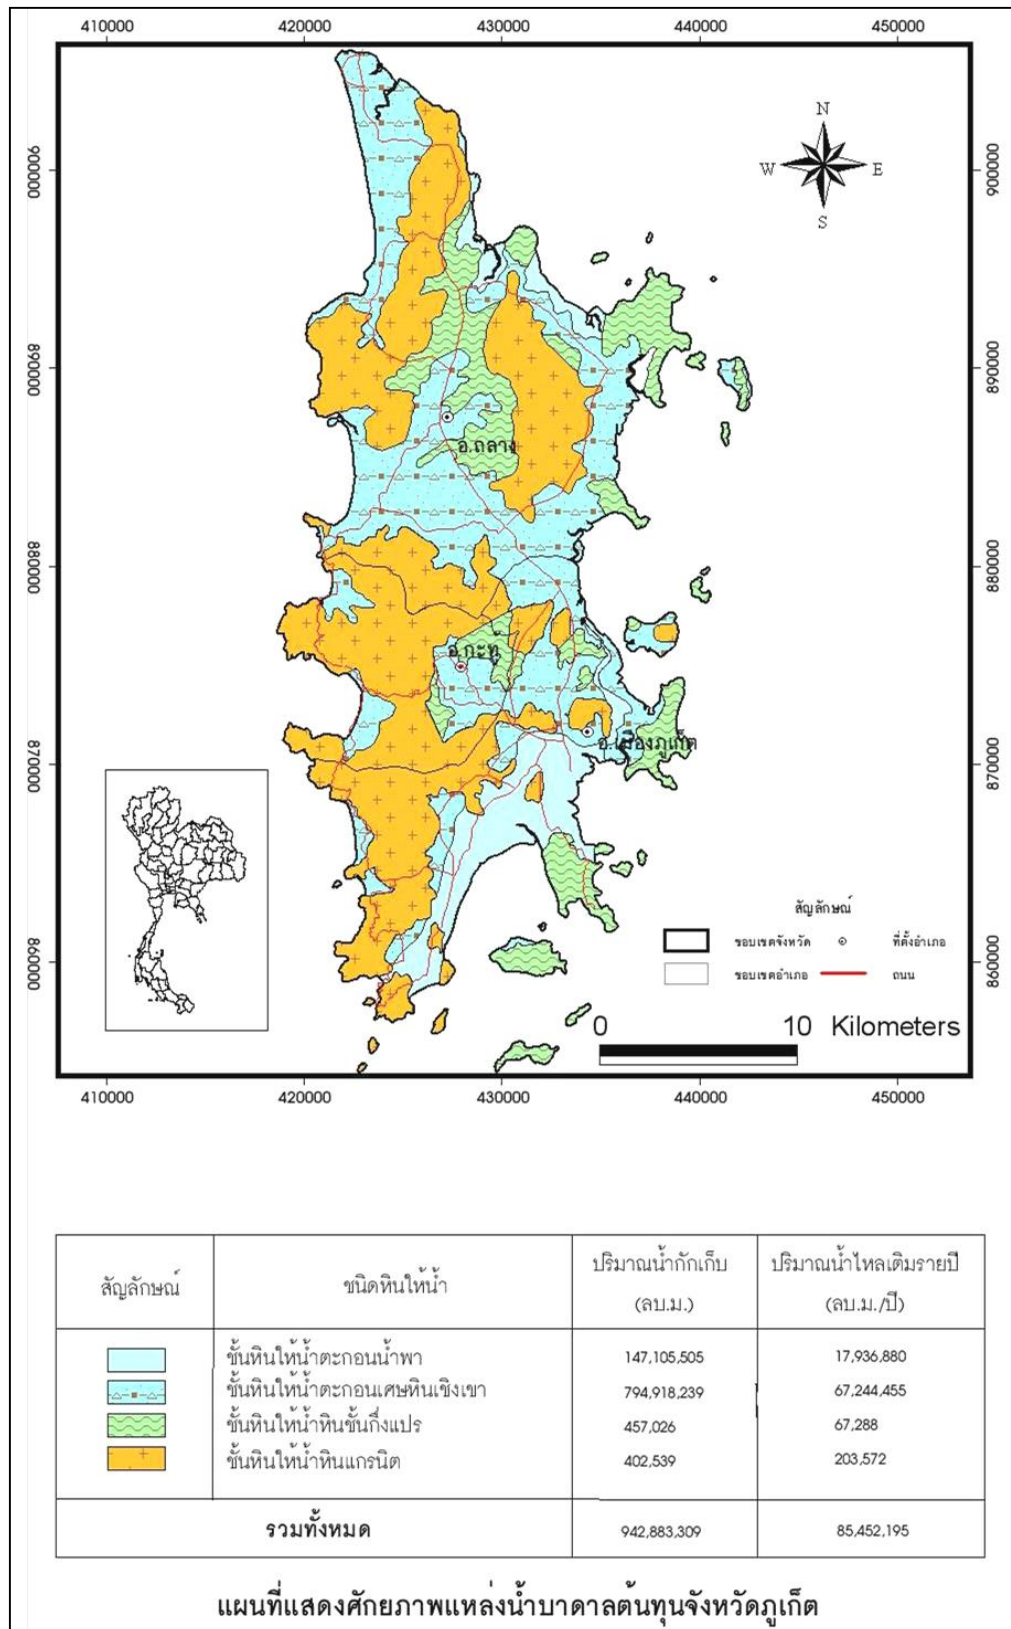 410000 420000 430000 440000 450000
N
W E
S
900000 900000
890000 890000
อ.ถลาง
880000 880000
อ.กะทู้
อ.เมืองภูเก็ต
870000 870000
สัญลักษณ์
ขอบเขตจังหวัด ที่ตั้งอำเภอ
ขอบเขตอำเภอ ถนน
860000 860000
0 10 Kilometers
410000 420000 430000 440000 450000
สัญลักษณ์ ชนิดหินให้น้ำ ปริมาณน้ำกักเก็บ ปริมาณน้ำไหลเติมรายปี
(ลบ.ม.) (ลบ.ม./ปี)
ชั้นหินให้น้ำตะกอนน้ำพา 147,105,505 17,936,880
ชั้นหินให้น้ำตะกอนเศษหินเชิงเขา 794,918,239 67,244,455
ชั้นหินให้น้ำหินชั้นกึ่งแปร 457,026 67,288
ชั้นหินให้น้ำหินแกรนิต 402,539 203,572
รวมทั้งหมด 942,883,309 85,452,195
แผนที่แสดงศักยภาพแหล่งน้ำบาดาลต้นทุนจังหวัดภูเก็ต